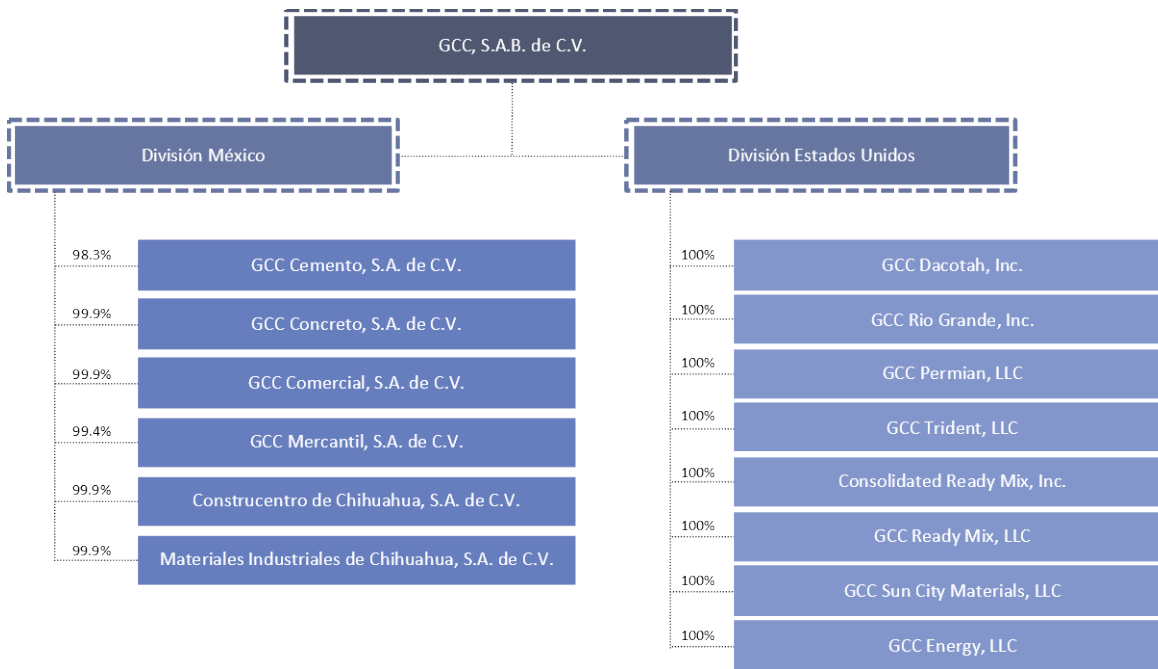 GCC, S.A.B. de C.V.
División México
División Estados Unidos
98.3%
GCC Cemento, S.A. de C.V.
99.9%
GCC Concreto, S.A. de C.V.
99.9%
GCC Comercial, S.A. de C.V.
99.4%
GCC Mercantil, S.A. de C.V.
99.9%
Construcentro de Chihuahua, S.A. de C.V.
99.9%
Materiales Industriales de Chihuahua, S.A. de C.V.
100%
GCC Dacotah, Inc.
100%
GCC Rio Grande, Inc.
100%
GCC Permian, LLC
100%
GCC Trident, LLC
100%
Consolidated Ready Mix, Inc.
100%
GCC Ready Mix, LLC
100%
GCC Sun City Materials, LLC
100%
GCC Energy, LLC